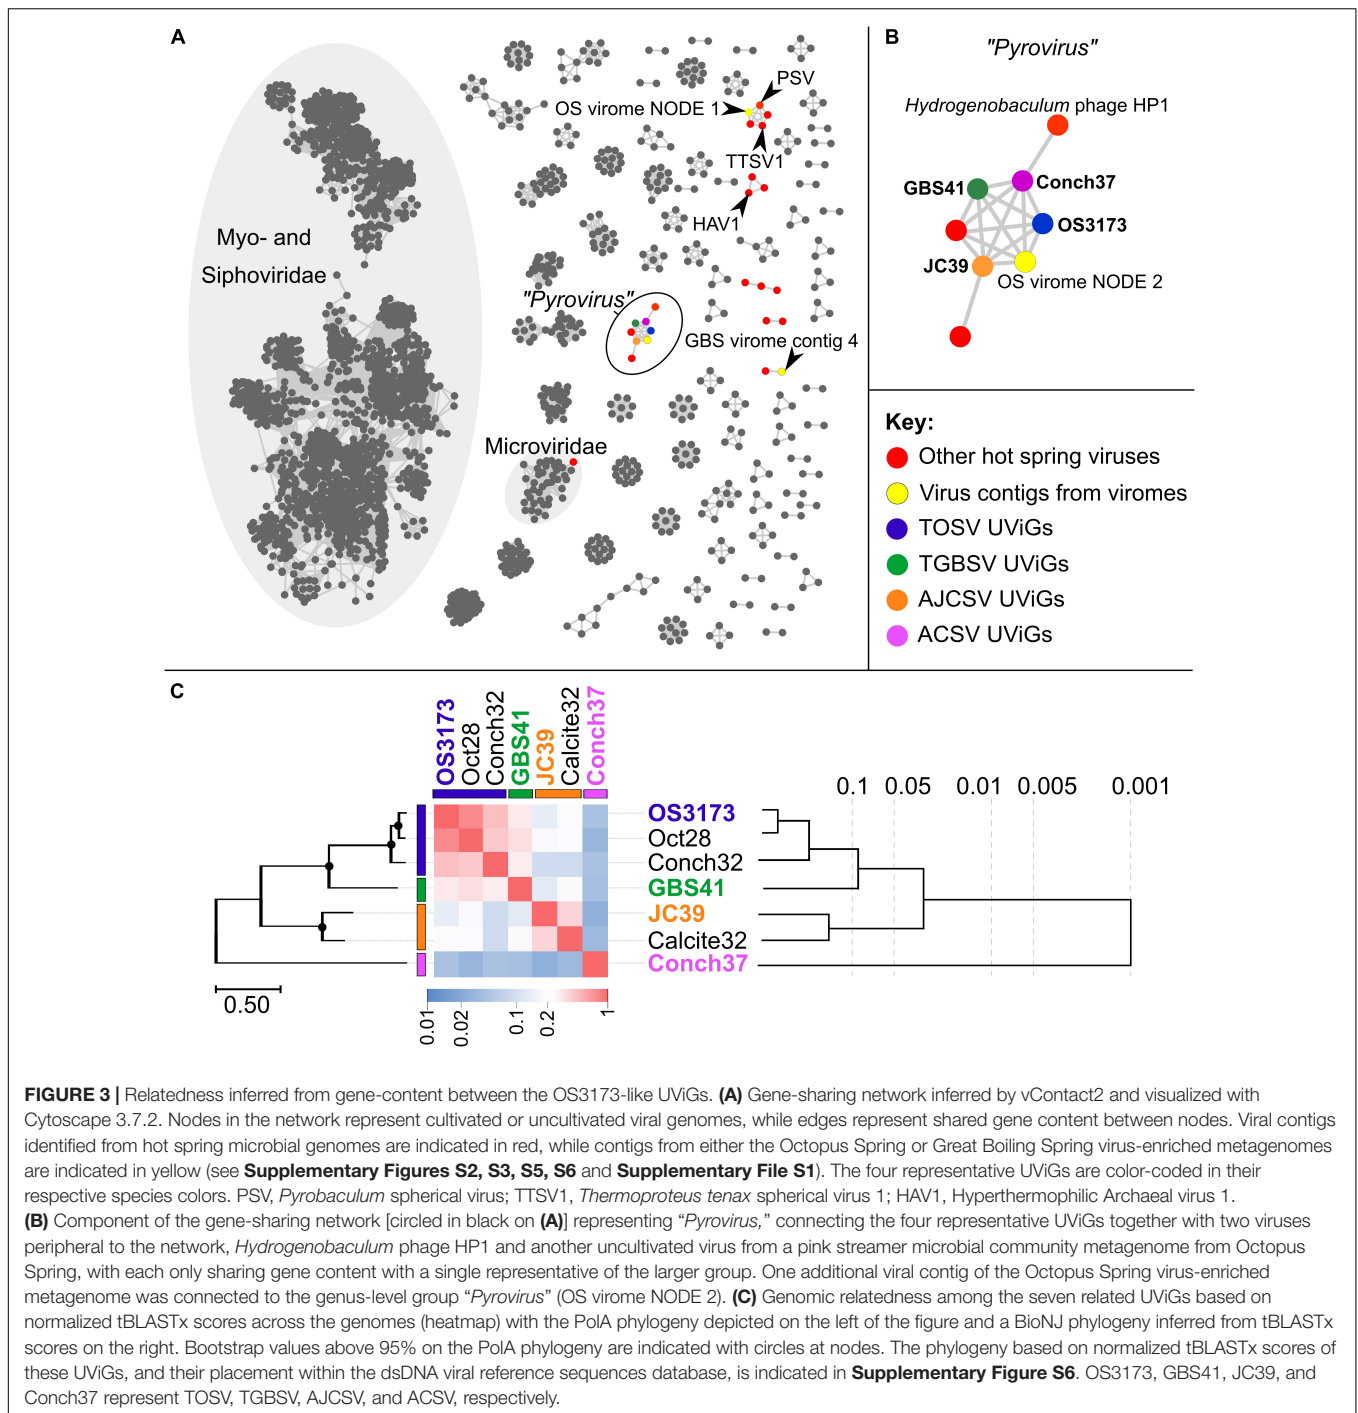 A
PSV
OS virome NODE 1
TTSV1
HAV1
Myo- and
Siphoviridae
"Pyrovirus"
GBS virome contig 4
Microviridae
B
"Pyrovirus"
Hydrogenobaculum phage HP1
GBS41
Conch37
OS3173
JC39
OS virome NODE 2
Key:
Other hot spring viruses
Virus contigs from viromes
TOSV UViGs
TGBSV UViGs
AJCSV UViGs
ACSV UViGs
C
OS3173
Oct28
Conch32
GBS41
JC39
Calcite32
Conch37
0.1 0.05 0.01 0.005 0.001
OS3173
Oct28
Conch32
GBS41
JC39
Calcite32
Conch37
0.50
0.01 0.02 0.1 0.2 1
FIGURE 3 | Relatedness inferred from gene-content between the OS3173-like UViGs. (A) Gene-sharing network inferred by vContact2 and visualized with
Cytoscape 3.7.2. Nodes in the network represent cultivated or uncultivated viral genomes, while edges represent shared gene content between nodes. Viral contigs
identified from hot spring microbial genomes are indicated in red, while contigs from either the Octopus Spring or Great Boiling Spring virus-enriched metagenomes
are indicated in yellow (see Supplementary Figures S2, S3, S5, S6 and Supplementary File S1). The four representative UViGs are color-coded in their
respective species colors. PSV, Pyrobaculum spherical virus; TTSV1, Thermoproteus tenax spherical virus 1; HAV1, Hyperthermophilic Archaeal virus 1.
(B) Component of the gene-sharing network [circled in black on (A)] representing "Pyrovirus," connecting the four representative UViGs together with two viruses
peripheral to the network, Hydrogenobaculum phage HP1 and another uncultivated virus from a pink streamer microbial community metagenome from Octopus
Spring, with each only sharing gene content with a single representative of the larger group. One additional viral contig of the Octopus Spring virus-enriched
metagenome was connected to the genus-level group "Pyrovirus" (OS virome NODE 2). (C) Genomic relatedness among the seven related UViGs based on
normalized tBLASTx scores across the genomes (heatmap) with the PolA phylogeny depicted on the left of the figure and a BioNJ phylogeny inferred from tBLASTx
scores on the right. Bootstrap values above 95% on the PolA phylogeny are indicated with circles at nodes. The phylogeny based on normalized tBLASTx scores of
these UViGs, and their placement within the dsDNA viral reference sequences database, is indicated in Supplementary Figure S6. OS3173, GBS41, JC39, and
Conch37 represent TOSV, TGBSV, AJCSV, and ACSV, respectively.